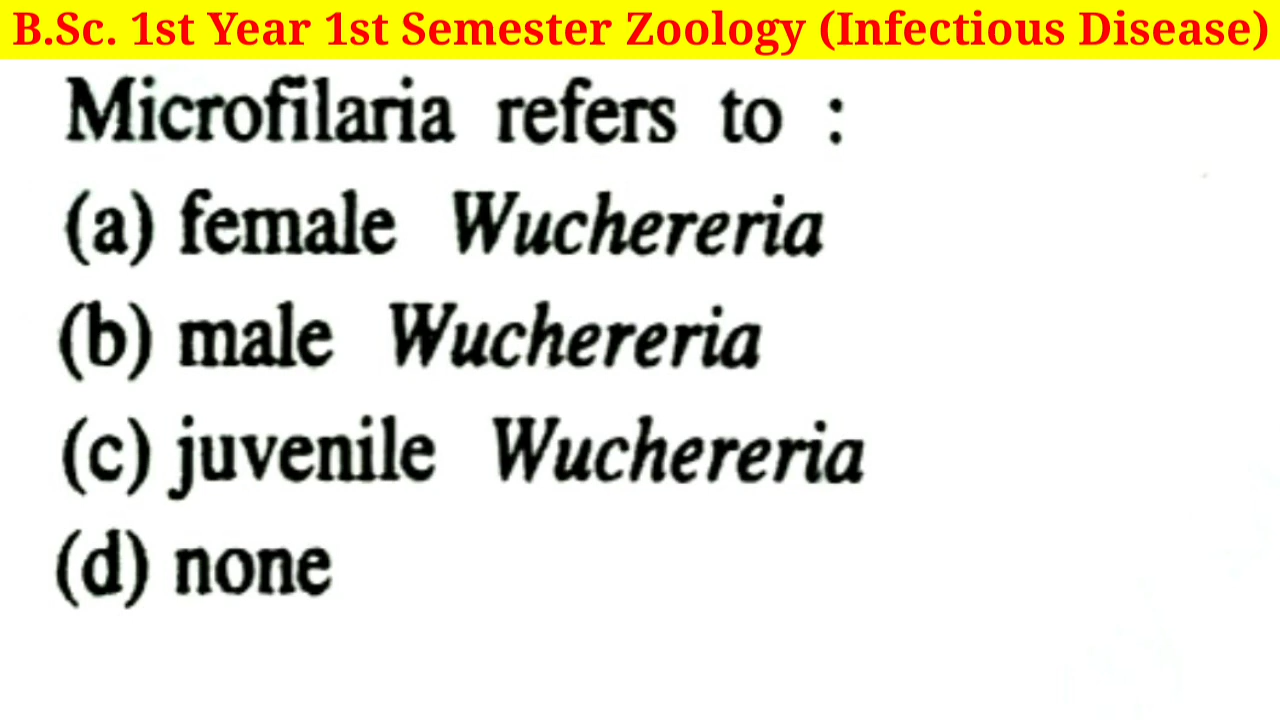 B.Sc. 1st Year 1st Semester Zoology (Infectious Disease)
Microfilaria refers to :
(a) female Wuchereria
(b) male Wuchereria
(c) juvenile Wuchereria
(d) none